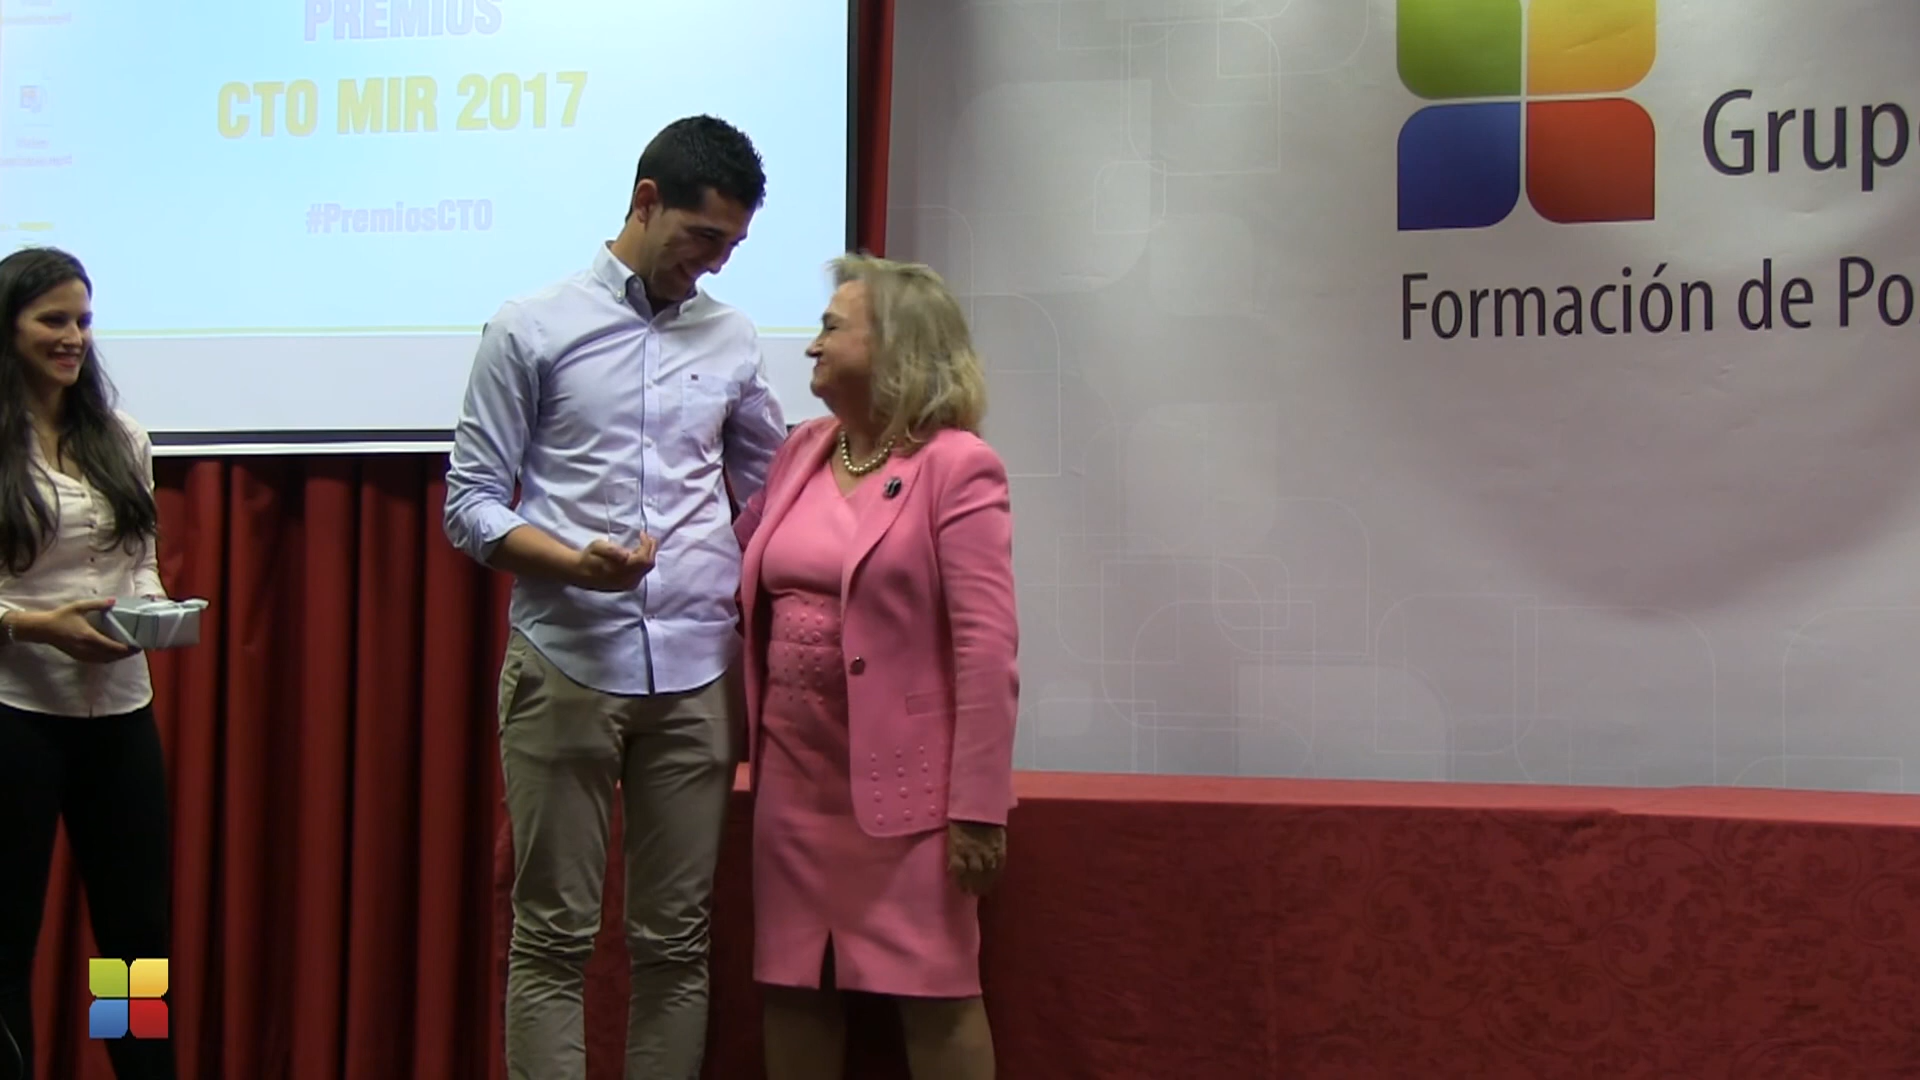 PREMIOS
CTO MIR 2017
#PremiosCTO
Grup
Formación de Po